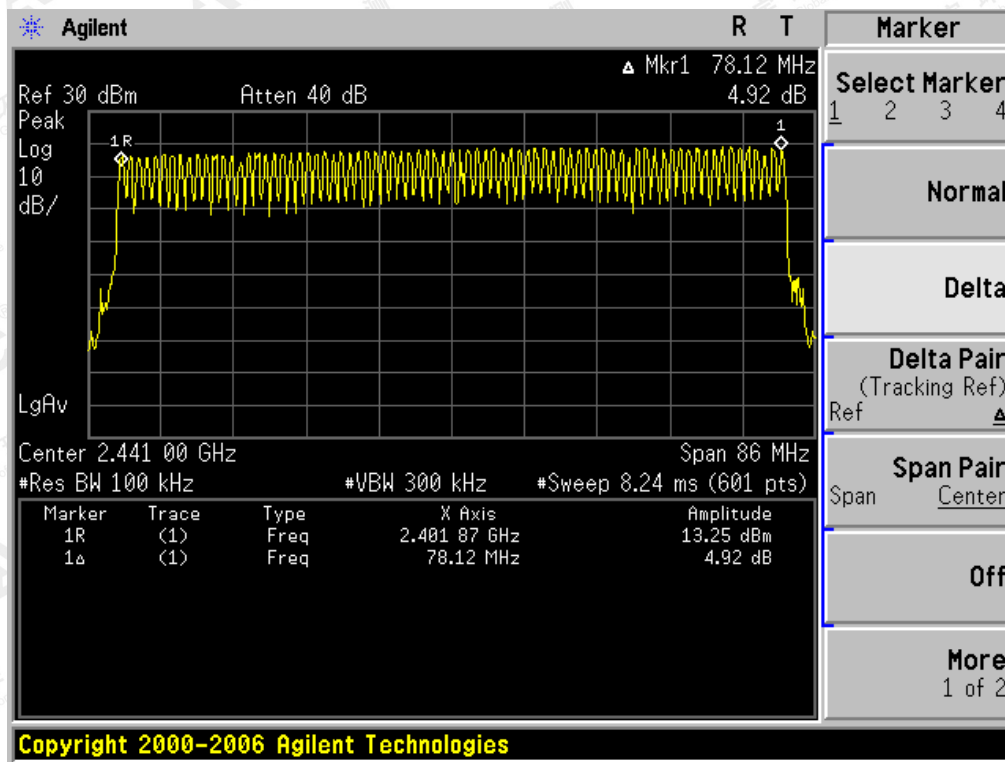 Agilent R T
Δ Mkr1 78.12 MHz
Ref 30 dBm Atten 40 dB 4.92 dB
Peak
Log
10
dB/
1R
1
LgAv
Center 2.441 00 GHz Span 86 MHz
#Res BW 100 kHz #VBW 300 kHz #Sweep 8.24 ms (601 pts)
Marker Trace Type X Axis Amplitude
1R (1) Freq 2.401 87 GHz 13.25 dBm
1Δ (1) Freq 78.12 MHz 4.92 dB
Marker
Select Marker
1 2 3 4
Normal
Delta
Delta Pair
(Tracking Ref)
Ref Δ
Span Pair
Span Center
Off
More
1 of 2
Copyright 2000-2006 Agilent Technologies